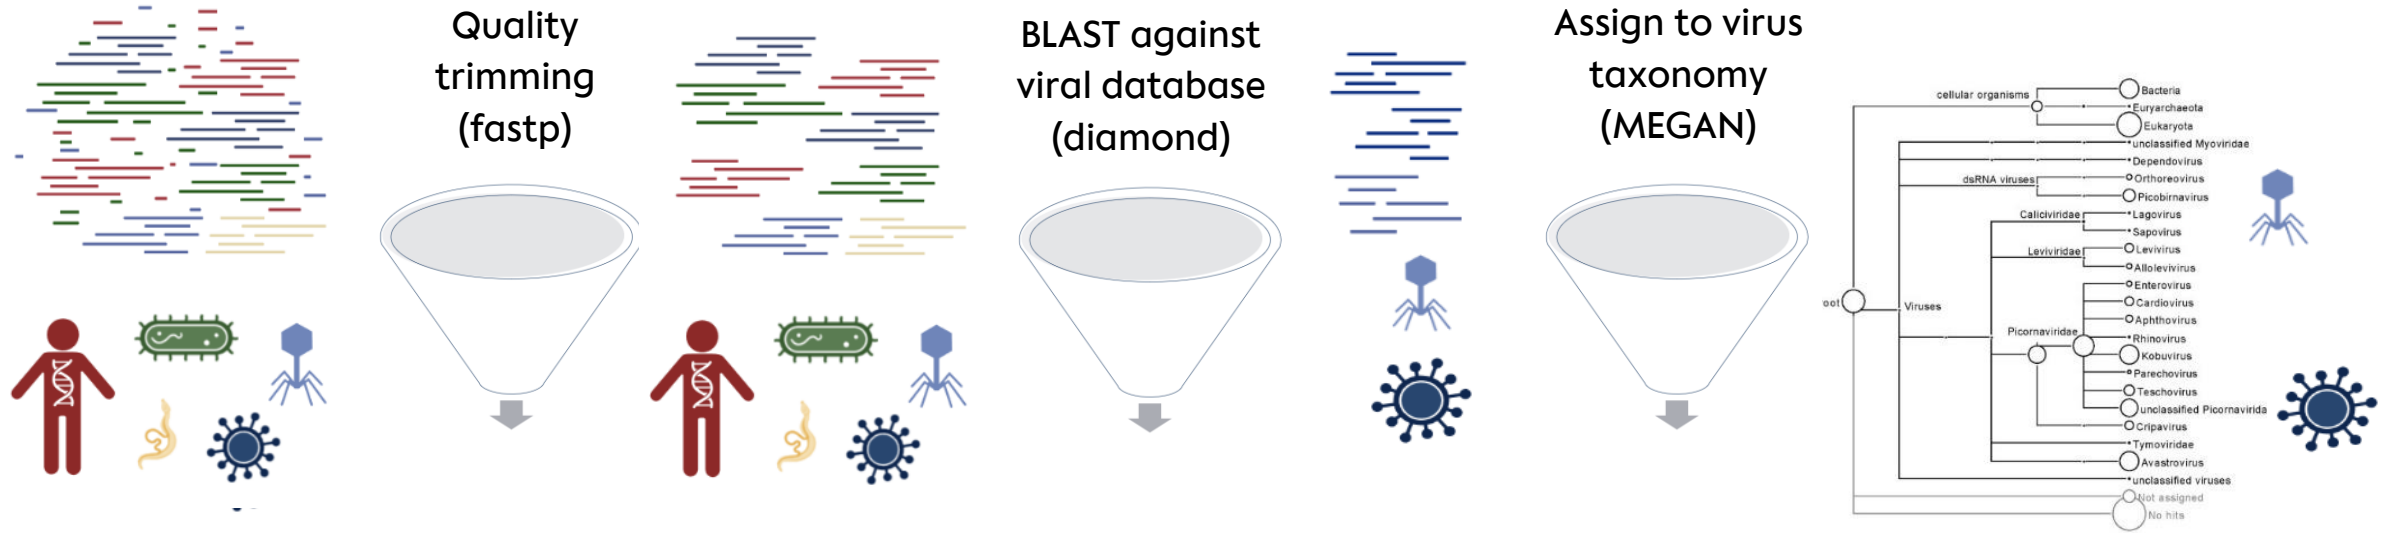 Quality
trimming
(fastp)
BLAST against
viral database
(diamond)
Assign to virus
taxonomy
(MEGAN)
cellular organisms
Bacteria
Euryarchaeota
Eukaryota
unclassified Myoviridae
Dependovirus
dsRNA viruses
Orthoreovirus
Picobirnavirus
Caliciviridae
Lagovirus
Sapovirus
Leviviridae
Levivirus
Allolevivirus
Enterovirus
oot
Viruses
Cardiovirus
Aphthovirus
Picornaviridae
Rhinovirus
Kobuvirus
Parechovirus
Teschovirus
unclassified Picornavirida
Cripavirus
Tymoviridae
Avastrovirus
unclassified viruses
Not assigned
No hits